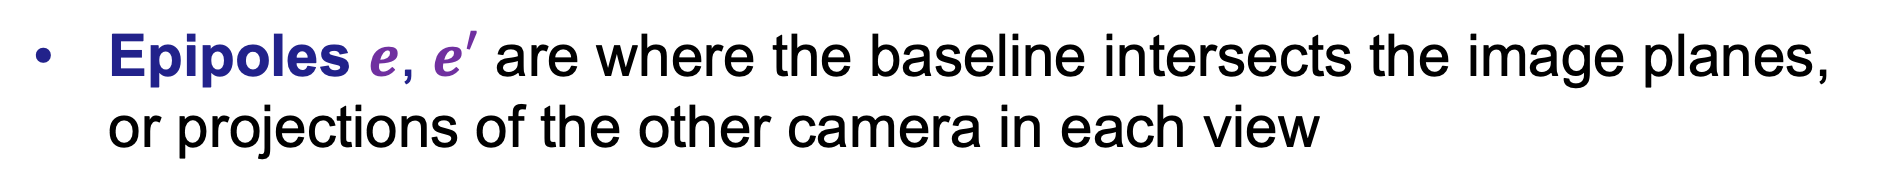 • Epipoles e, e′ are where the baseline intersects the image planes,
or projections of the other camera in each view